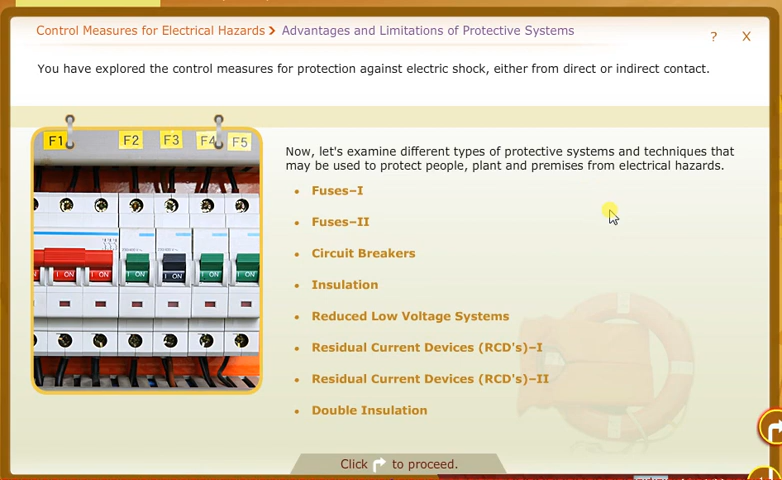 Control Measures for Electrical Hazards > Advantages and Limitations of Protective Systems
? X
You have explored the control measures for protection against electric shock, either from direct or indirect contact.
F1 F2 F3 F4 F5
ON ON ON ON ON ON
Now, let's examine different types of protective systems and techniques that
may be used to protect people, plant and premises from electrical hazards.
• Fuses–I
• Fuses–II
• Circuit Breakers
• Insulation
• Reduced Low Voltage Systems
• Residual Current Devices (RCD's)–I
• Residual Current Devices (RCD's)–II
• Double Insulation
Click to proceed.